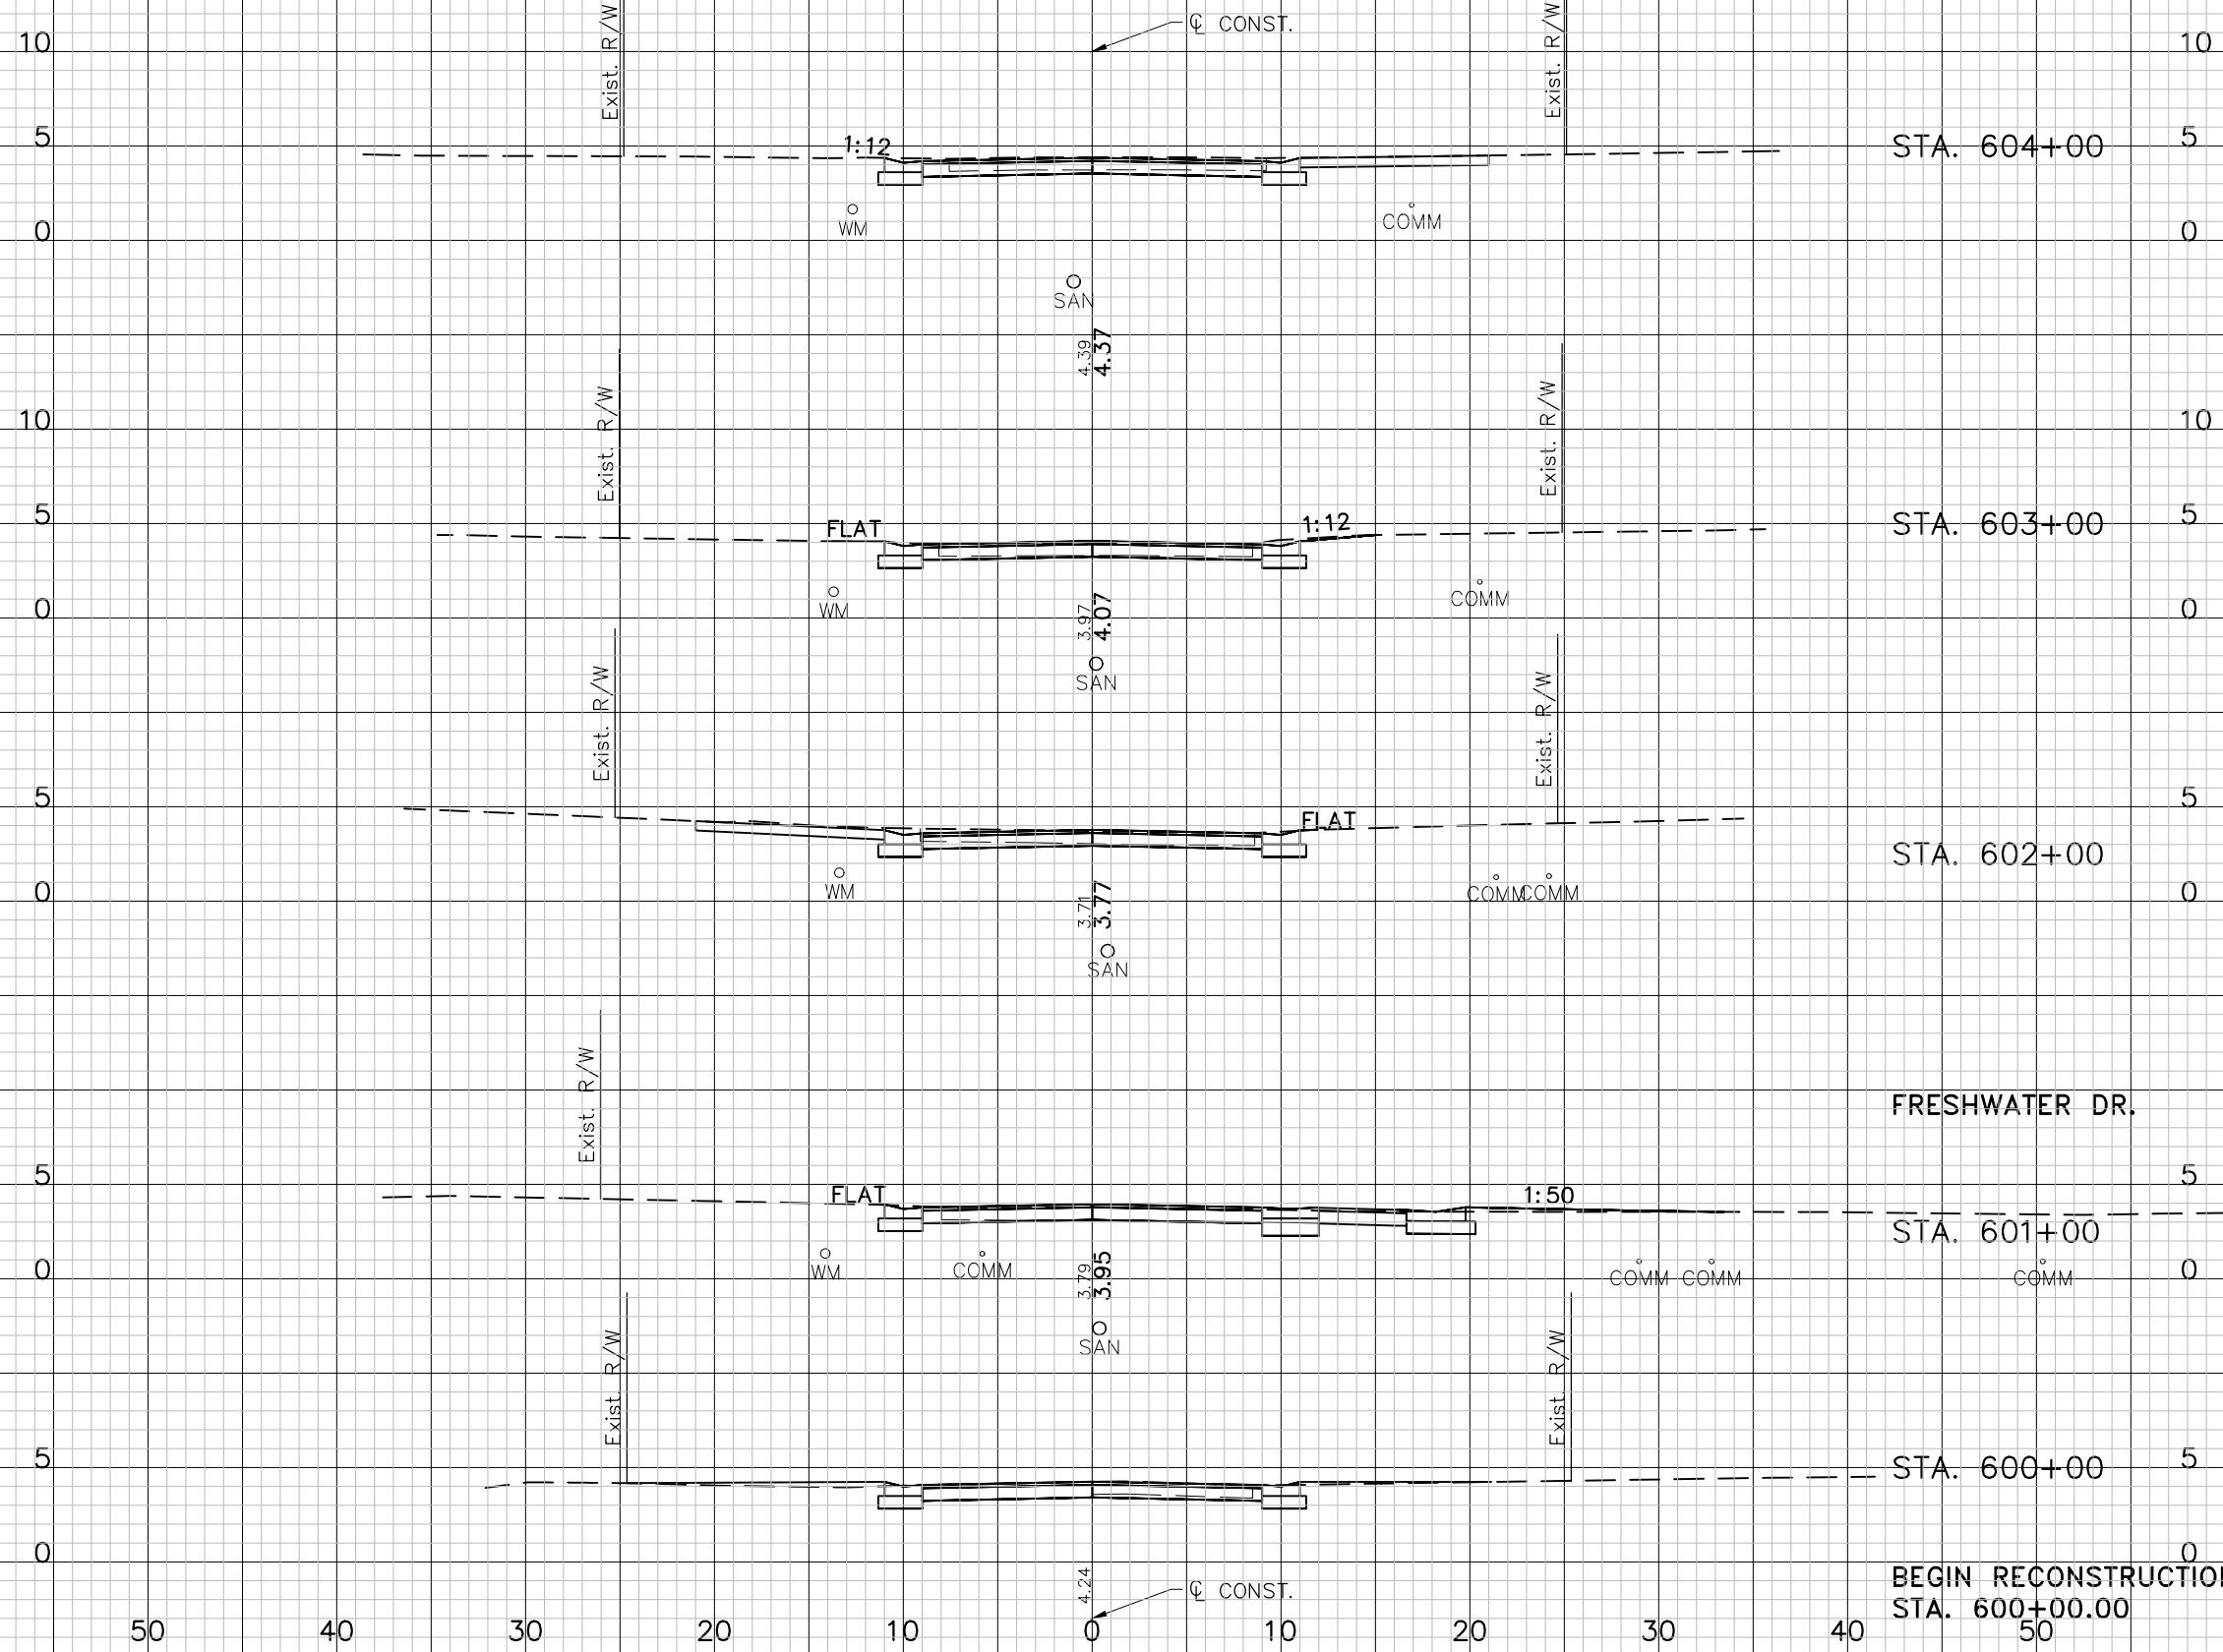 Exist. R/W
Exist. R/W
℄ CONST.
10
10
5
1:12
STA. 604+00
5
0
WM
COMM
0
SAN
4.39
4.37
Exist. R/W
Exist. R/W
10
10
5
FLAT
1:12
STA. 603+00
5
0
WM
3.97
4.07
COMM
0
SAN
Exist. R/W
Exist. R/W
5
FLAT
5
STA. 602+00
0
WM
3.71
3.77
COMM
COMM
0
SAN
Exist. R/W
FRESHWATER DR.
5
FLAT
1:50
5
STA. 601+00
0
WM
COMM
3.79
3.95
COMM
COMM
COMM
0
SAN
Exist. R/W
Exist. R/W
5
STA. 600+00
5
0
0
4.24
℄ CONST.
BEGIN RECONSTRUCTIO
STA. 600+00.00
50 40 30 20 10 0 10 20 30 40 50